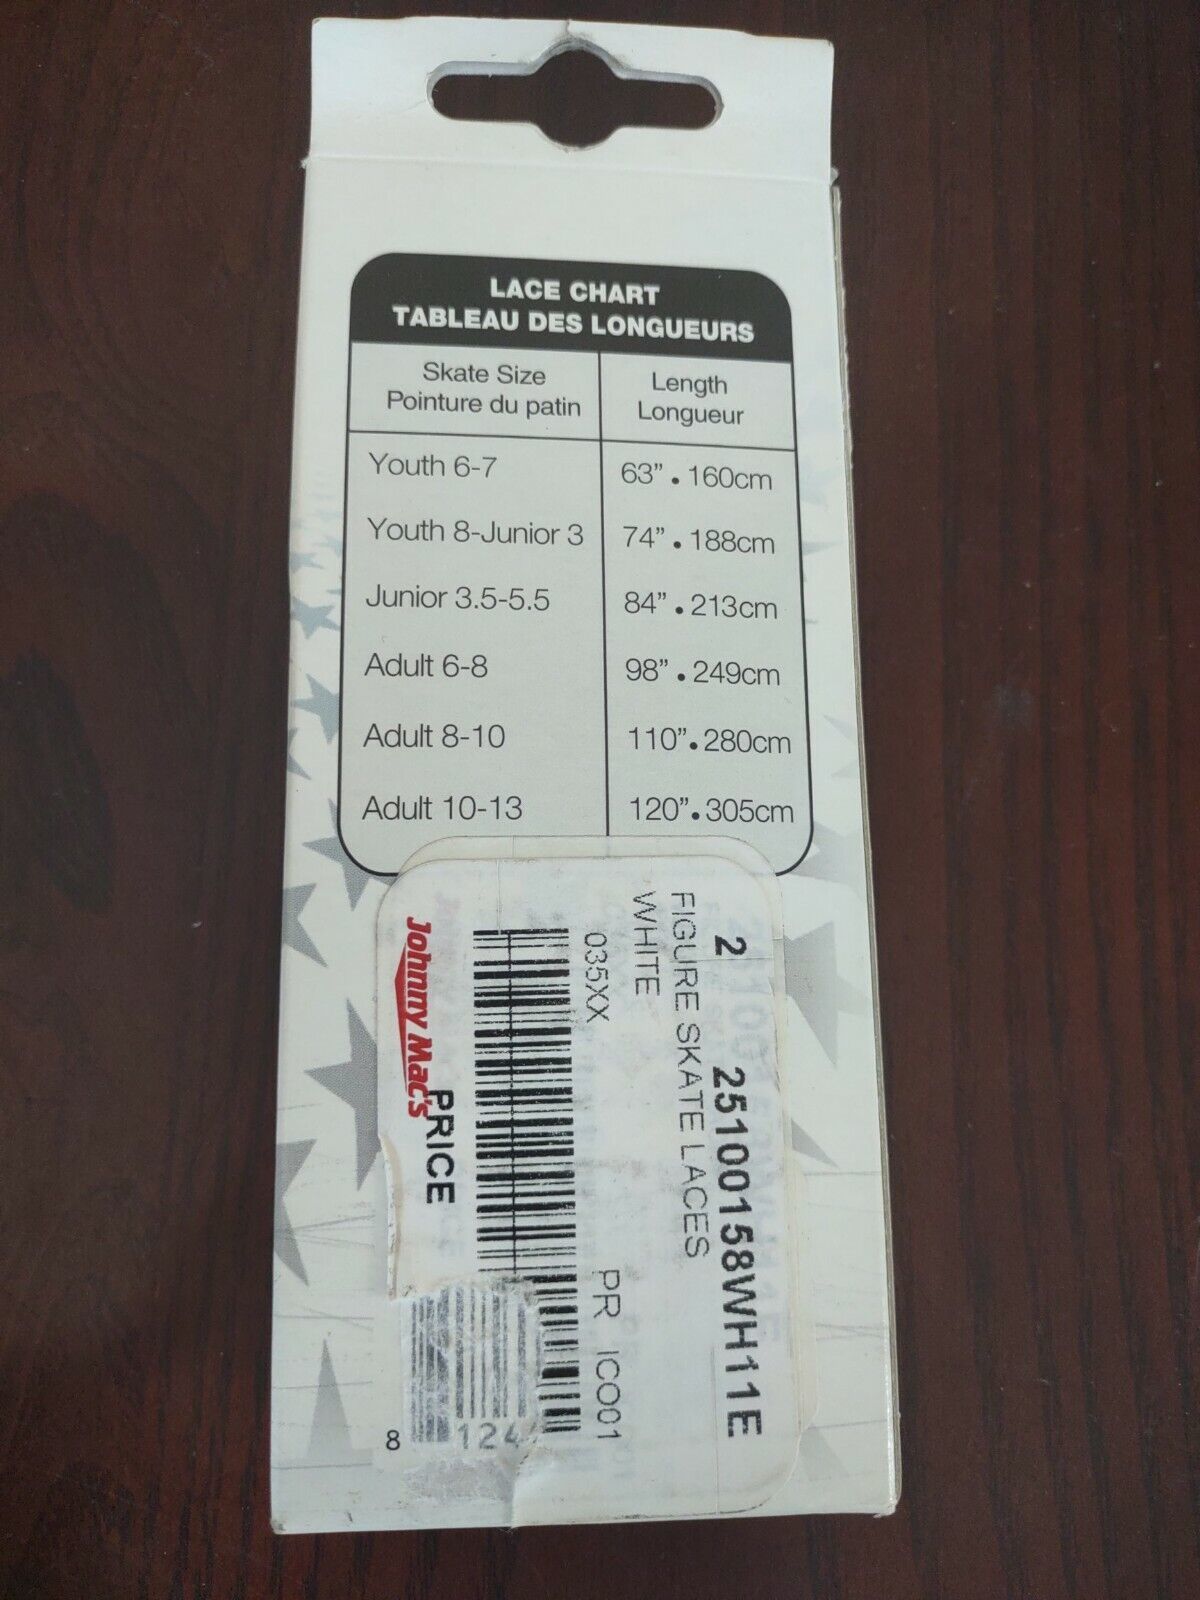 LACE CHART
TABLEAU DES LONGUEURS
Skate Size Length
Pointure du patin Longueur
Youth 6-7 63” • 160cm
Youth 8-Junior 3 74” • 188cm
Junior 3.5-5.5 84” • 213cm
Adult 6-8 98” • 249cm
Adult 8-10 110” • 280cm
Adult 10-13 120” • 305cm
2 25100158WH11E
FIGURE SKATE LACES
WHITE
035XX PR ICO01
Johnny Mac's
PRICE
8 124